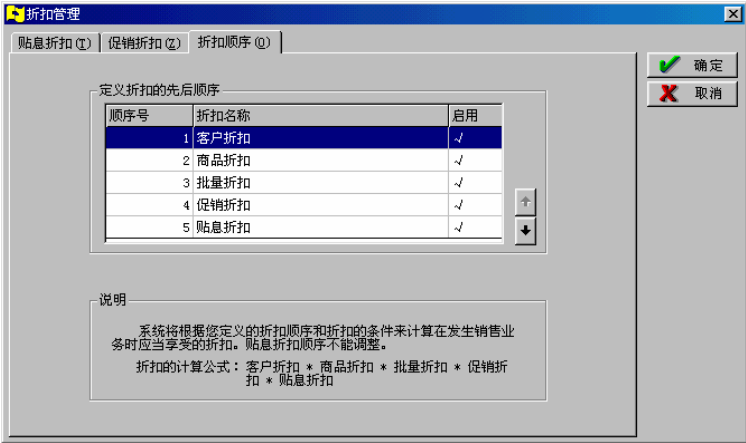 折扣管理
贴息折扣(T) 促销折扣(Z) 折扣顺序(O)
确定
取消
定义折扣的先后顺序
顺序号 折扣名称 启用
1 客户折扣 √
2 商品折扣 √
3 批量折扣 √
4 促销折扣 √
5 贴息折扣 √
说明
系统将根据您定义的折扣顺序和折扣的条件来计算在发生销售业
务时应当享受的折扣。贴息折扣顺序不能调整。
折扣的计算公式：客户折扣 * 商品折扣 * 批量折扣 * 促销折
扣 * 贴息折扣